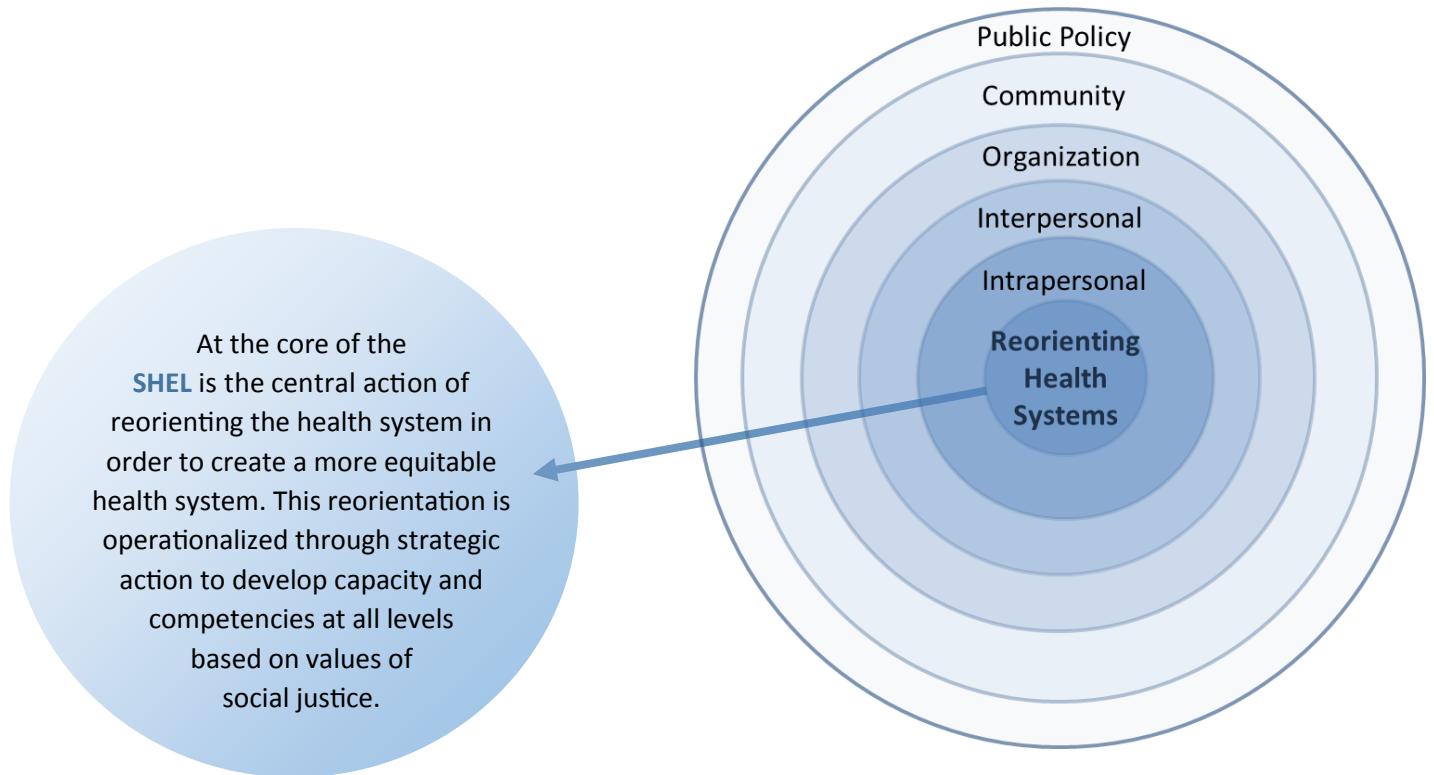 Public Policy
Community
Organization
Interpersonal
Intrapersonal
Reorienting
Health
Systems
At the core of the
SHEL is the central action of
reorienting the health system in
order to create a more equitable
health system. This reorientation is
operationalized through strategic
action to develop capacity and
competencies at all levels
based on values of
social justice.